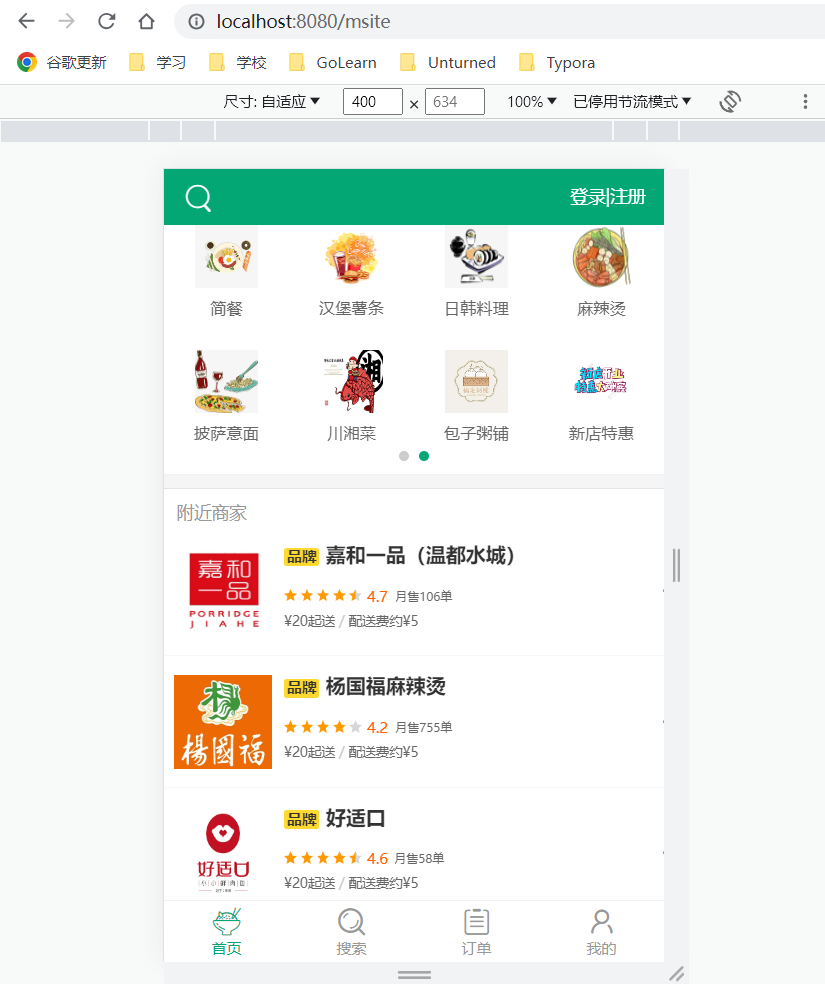 localhost:8080/msite
谷歌更新 学习 学校 GoLearn Unturned Typora
尺寸: 自适应 400 × 634 100% 已停用节流模式
登录|注册
简餐 汉堡薯条 日韩料理 麻辣烫
湘
披萨意面 川湘菜 包子粥铺 新店特惠
附近商家
嘉和一品
PORRIDGE
JIAHE
品牌 嘉和一品（温都水城）
4.7 月售106单
¥20起送 / 配送费约¥5
楊國福
品牌 杨国福麻辣烫
4.2 月售755单
¥20起送 / 配送费约¥5
好适口
品牌 好适口
4.6 月售58单
¥20起送 / 配送费约¥5
首页 搜索 订单 我的